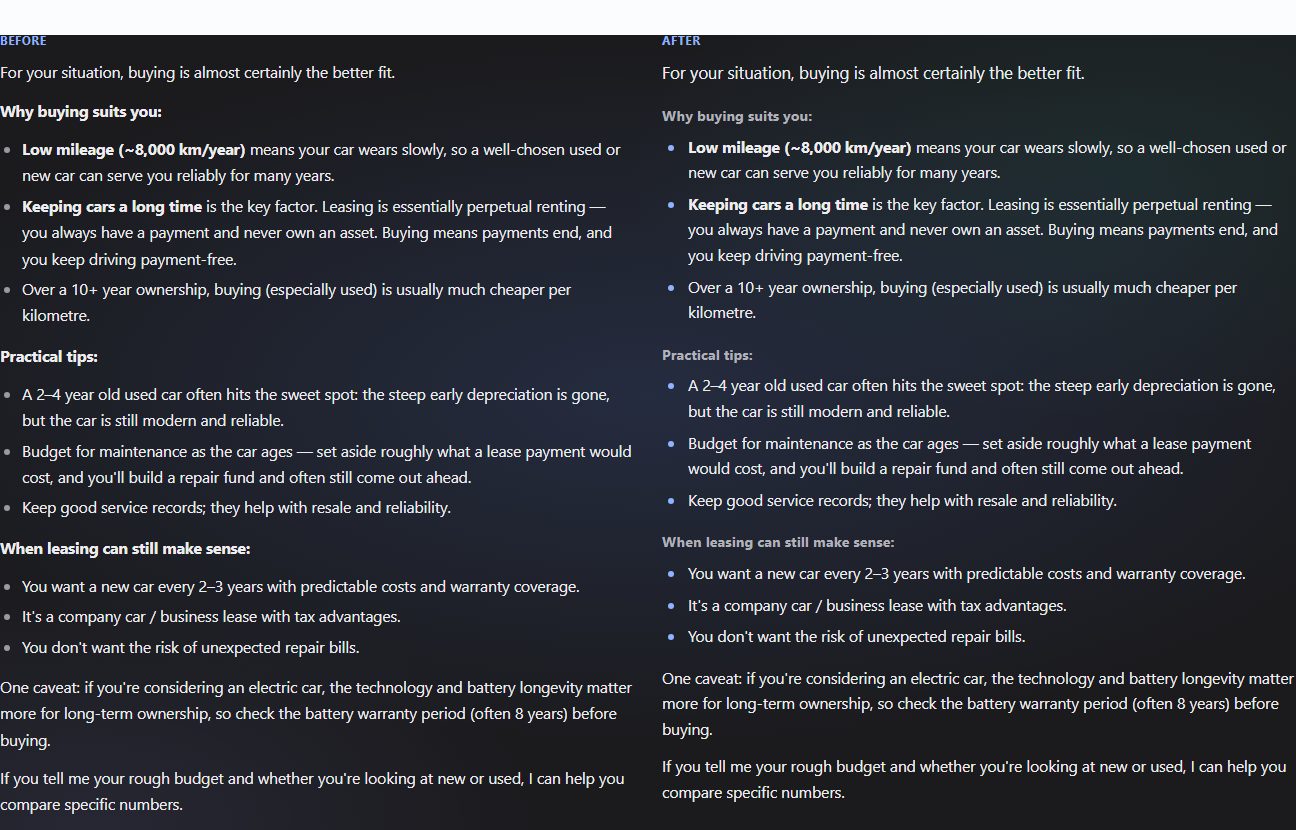 BEFORE
For your situation, buying is almost certainly the better fit.
Why buying suits you:
Low mileage (~8,000 km/year) means your car wears slowly, so a well-chosen used or
new car can serve you reliably for many years.
Keeping cars a long time is the key factor. Leasing is essentially perpetual renting —
you always have a payment and never own an asset. Buying means payments end, and
you keep driving payment-free.
Over a 10+ year ownership, buying (especially used) is usually much cheaper per
kilometre.
Practical tips:
A 2–4 year old used car often hits the sweet spot: the steep early depreciation is gone,
but the car is still modern and reliable.
Budget for maintenance as the car ages — set aside roughly what a lease payment would
cost, and you'll build a repair fund and often still come out ahead.
Keep good service records; they help with resale and reliability.
When leasing can still make sense:
You want a new car every 2–3 years with predictable costs and warranty coverage.
It's a company car / business lease with tax advantages.
You don't want the risk of unexpected repair bills.
One caveat: if you're considering an electric car, the technology and battery longevity matter
more for long-term ownership, so check the battery warranty period (often 8 years) before
buying.
If you tell me your rough budget and whether you're looking at new or used, I can help you
compare specific numbers.
AFTER
For your situation, buying is almost certainly the better fit.
Why buying suits you:
Low mileage (~8,000 km/year) means your car wears slowly, so a well-chosen used or
new car can serve you reliably for many years.
Keeping cars a long time is the key factor. Leasing is essentially perpetual renting —
you always have a payment and never own an asset. Buying means payments end, and
you keep driving payment-free.
Over a 10+ year ownership, buying (especially used) is usually much cheaper per
kilometre.
Practical tips:
A 2–4 year old used car often hits the sweet spot: the steep early depreciation is gone,
but the car is still modern and reliable.
Budget for maintenance as the car ages — set aside roughly what a lease payment
would cost, and you'll build a repair fund and often still come out ahead.
Keep good service records; they help with resale and reliability.
When leasing can still make sense:
You want a new car every 2–3 years with predictable costs and warranty coverage.
It's a company car / business lease with tax advantages.
You don't want the risk of unexpected repair bills.
One caveat: if you're considering an electric car, the technology and battery longevity matter
more for long-term ownership, so check the battery warranty period (often 8 years) before
buying.
If you tell me your rough budget and whether you're looking at new or used, I can help you
compare specific numbers.